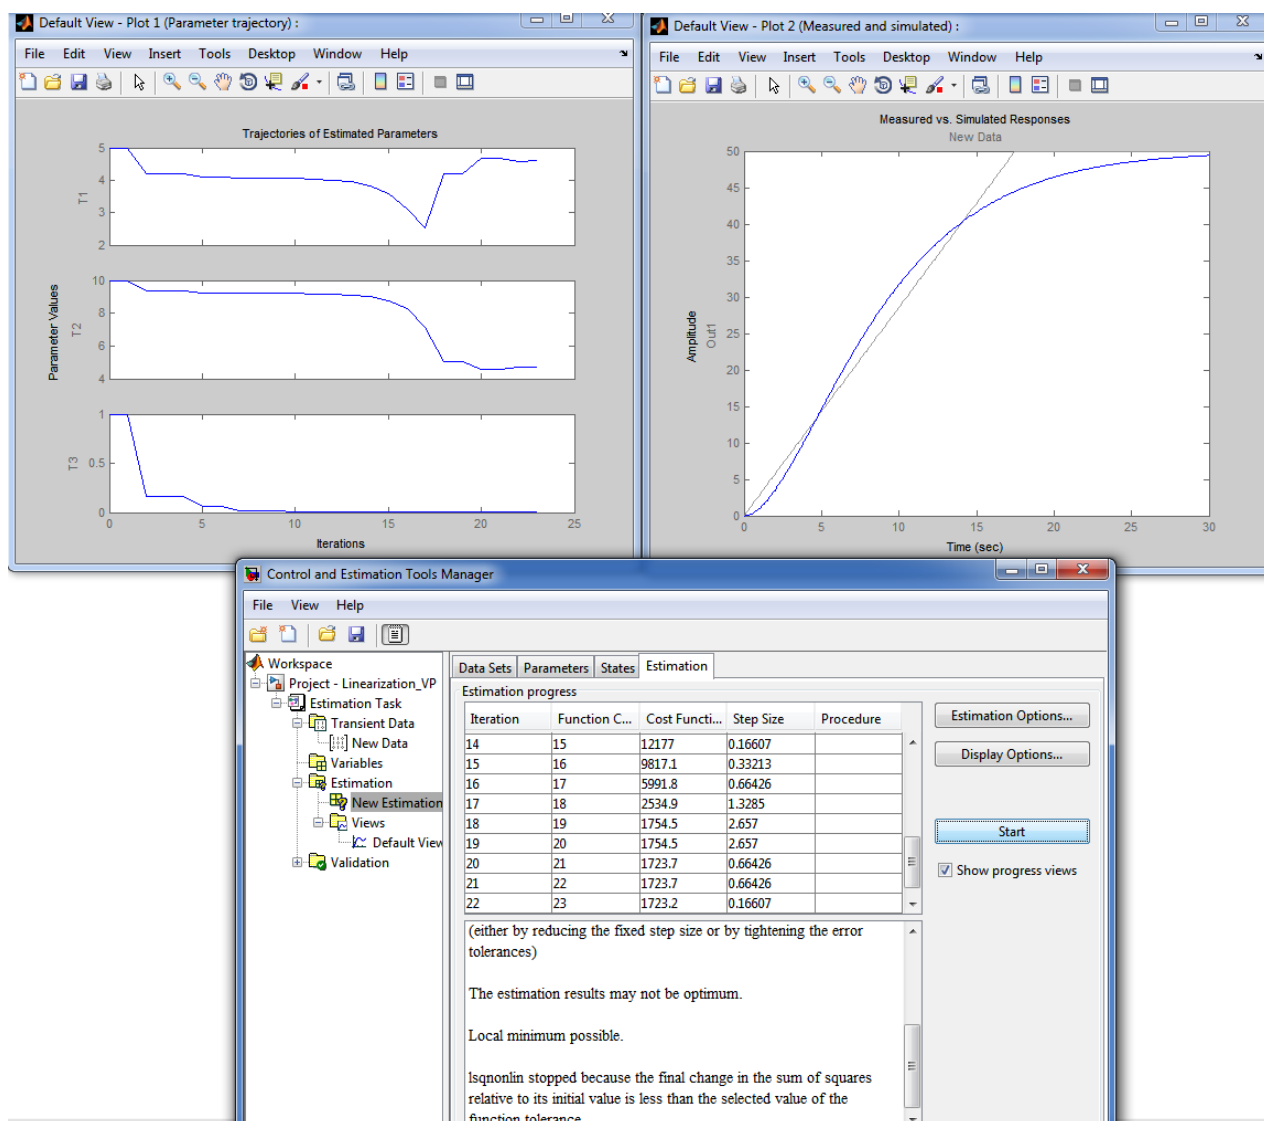 Default View - Plot 1 (Parameter trajectory) :
File Edit View Insert Tools Desktop Window Help
Trajectories of Estimated Parameters
5
4
3
2
T1
10
8
6
4
T2
Parameter Values
1
0.5
0
T3
0 5 10 15 20 25
Iterations
Default View - Plot 2 (Measured and simulated) :
File Edit View Insert Tools Desktop Window Help
Measured vs. Simulated Responses
New Data
50
45
40
35
30
25
20
15
10
5
0
Amplitude
Out1
0 5 10 15 20 25 30
Time (sec)
Control and Estimation Tools Manager
File View Help
Workspace
Project - Linearization_VP
Estimation Task
Transient Data
New Data
Variables
Estimation
New Estimation
Views
Default View
Validation
Data Sets Parameters States Estimation
Estimation progress
Iteration Function C... Cost Functi... Step Size Procedure
14 15 12177 0.16607
15 16 9817.1 0.33213
16 17 5991.8 0.66426
17 18 2534.9 1.3285
18 19 1754.5 2.657
19 20 1754.5 2.657
20 21 1723.7 0.66426
21 22 1723.7 0.66426
22 23 1723.2 0.16607
Estimation Options...
Display Options...
Start
Show progress views
(either by reducing the fixed step size or by tightening the error
tolerances)
The estimation results may not be optimum.
Local minimum possible.
lsqnonlin stopped because the final change in the sum of squares
relative to its initial value is less than the selected value of the
function tolerance